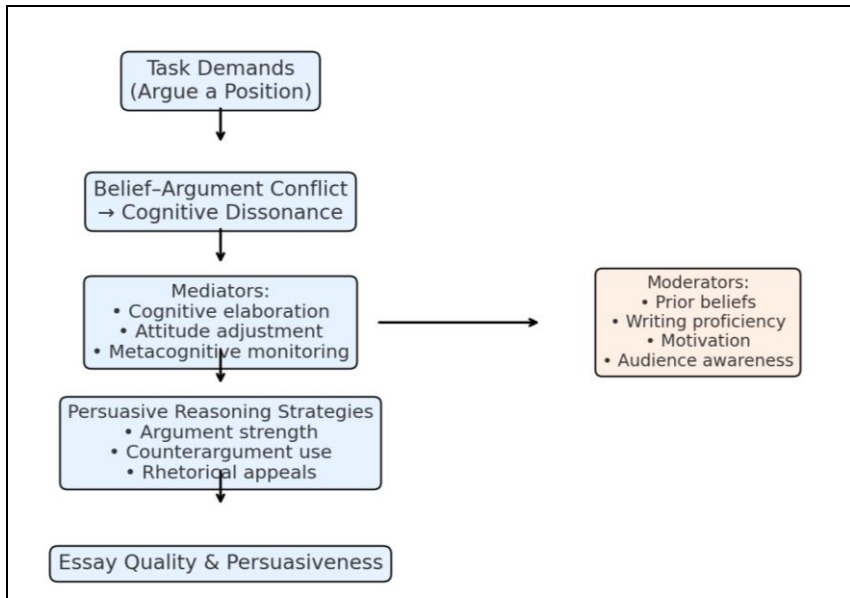 Task Demands
(Argue a Position)
Belief–Argument Conflict
→ Cognitive Dissonance
Mediators:
• Cognitive elaboration
• Attitude adjustment
• Metacognitive monitoring
Moderators:
• Prior beliefs
• Writing proficiency
• Motivation
• Audience awareness
Persuasive Reasoning Strategies
• Argument strength
• Counterargument use
• Rhetorical appeals
Essay Quality & Persuasiveness